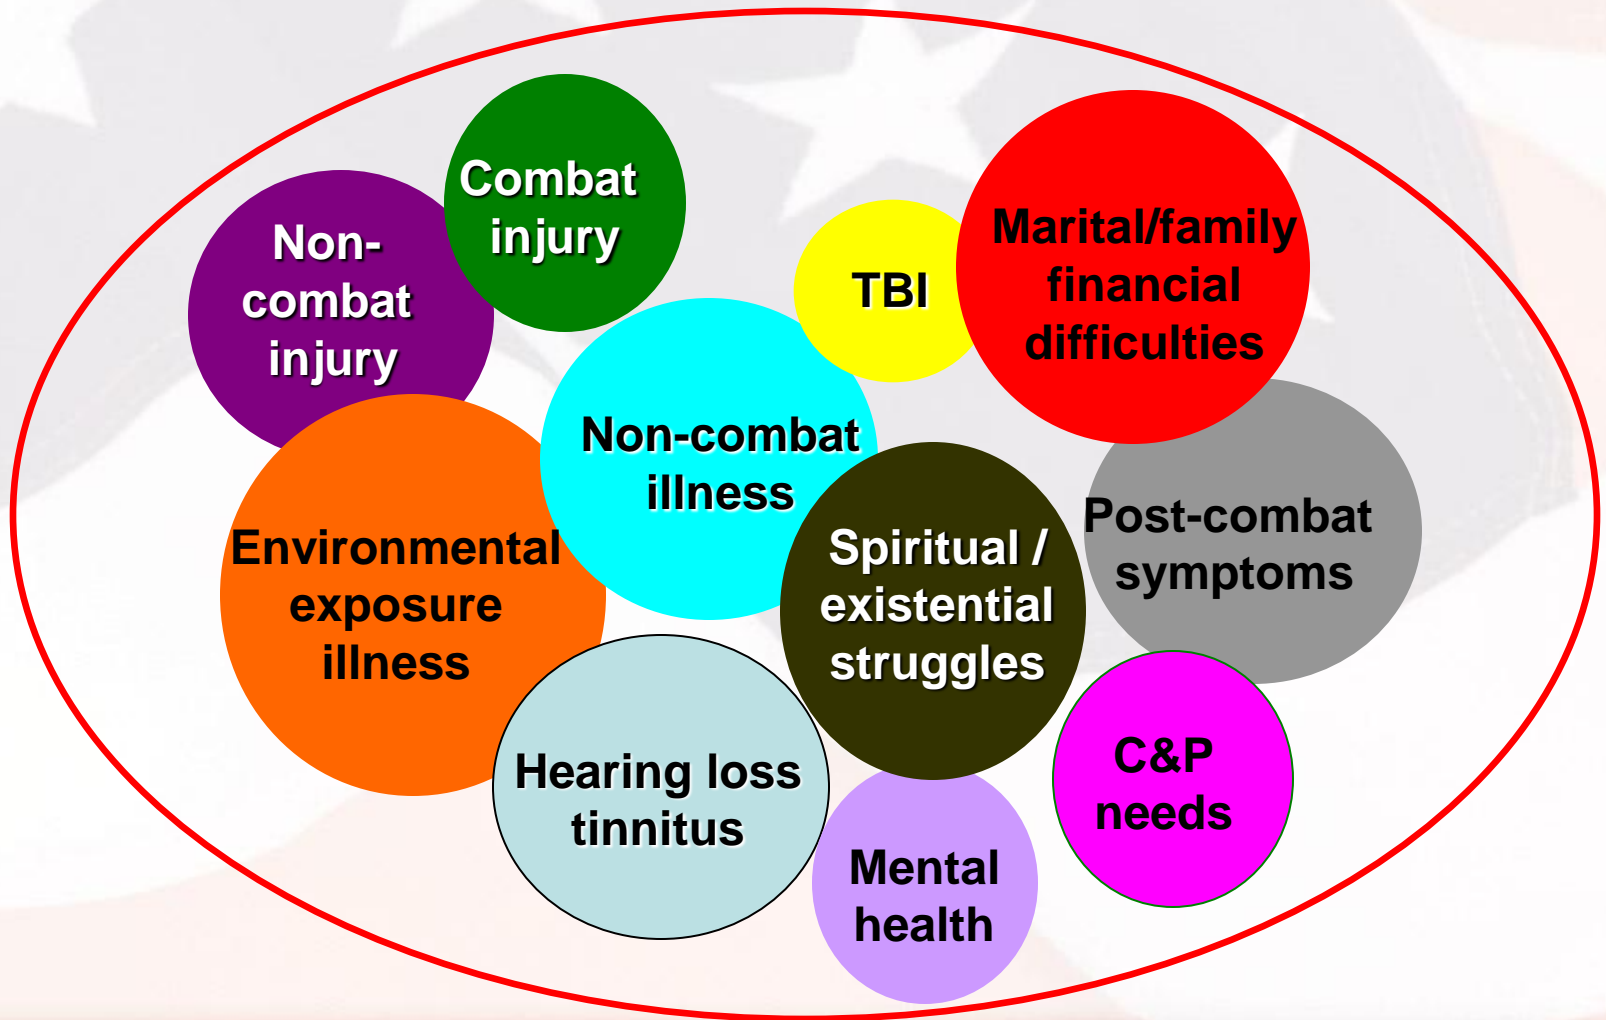 Combat
injury
Non-
combat
injury
TBI
Marital/family
financial
difficulties
Non-combat
illness
Environmental
exposure
illness
Spiritual /
existential
struggles
Post-combat
symptoms
Hearing loss
tinnitus
C&P
needs
Mental
health